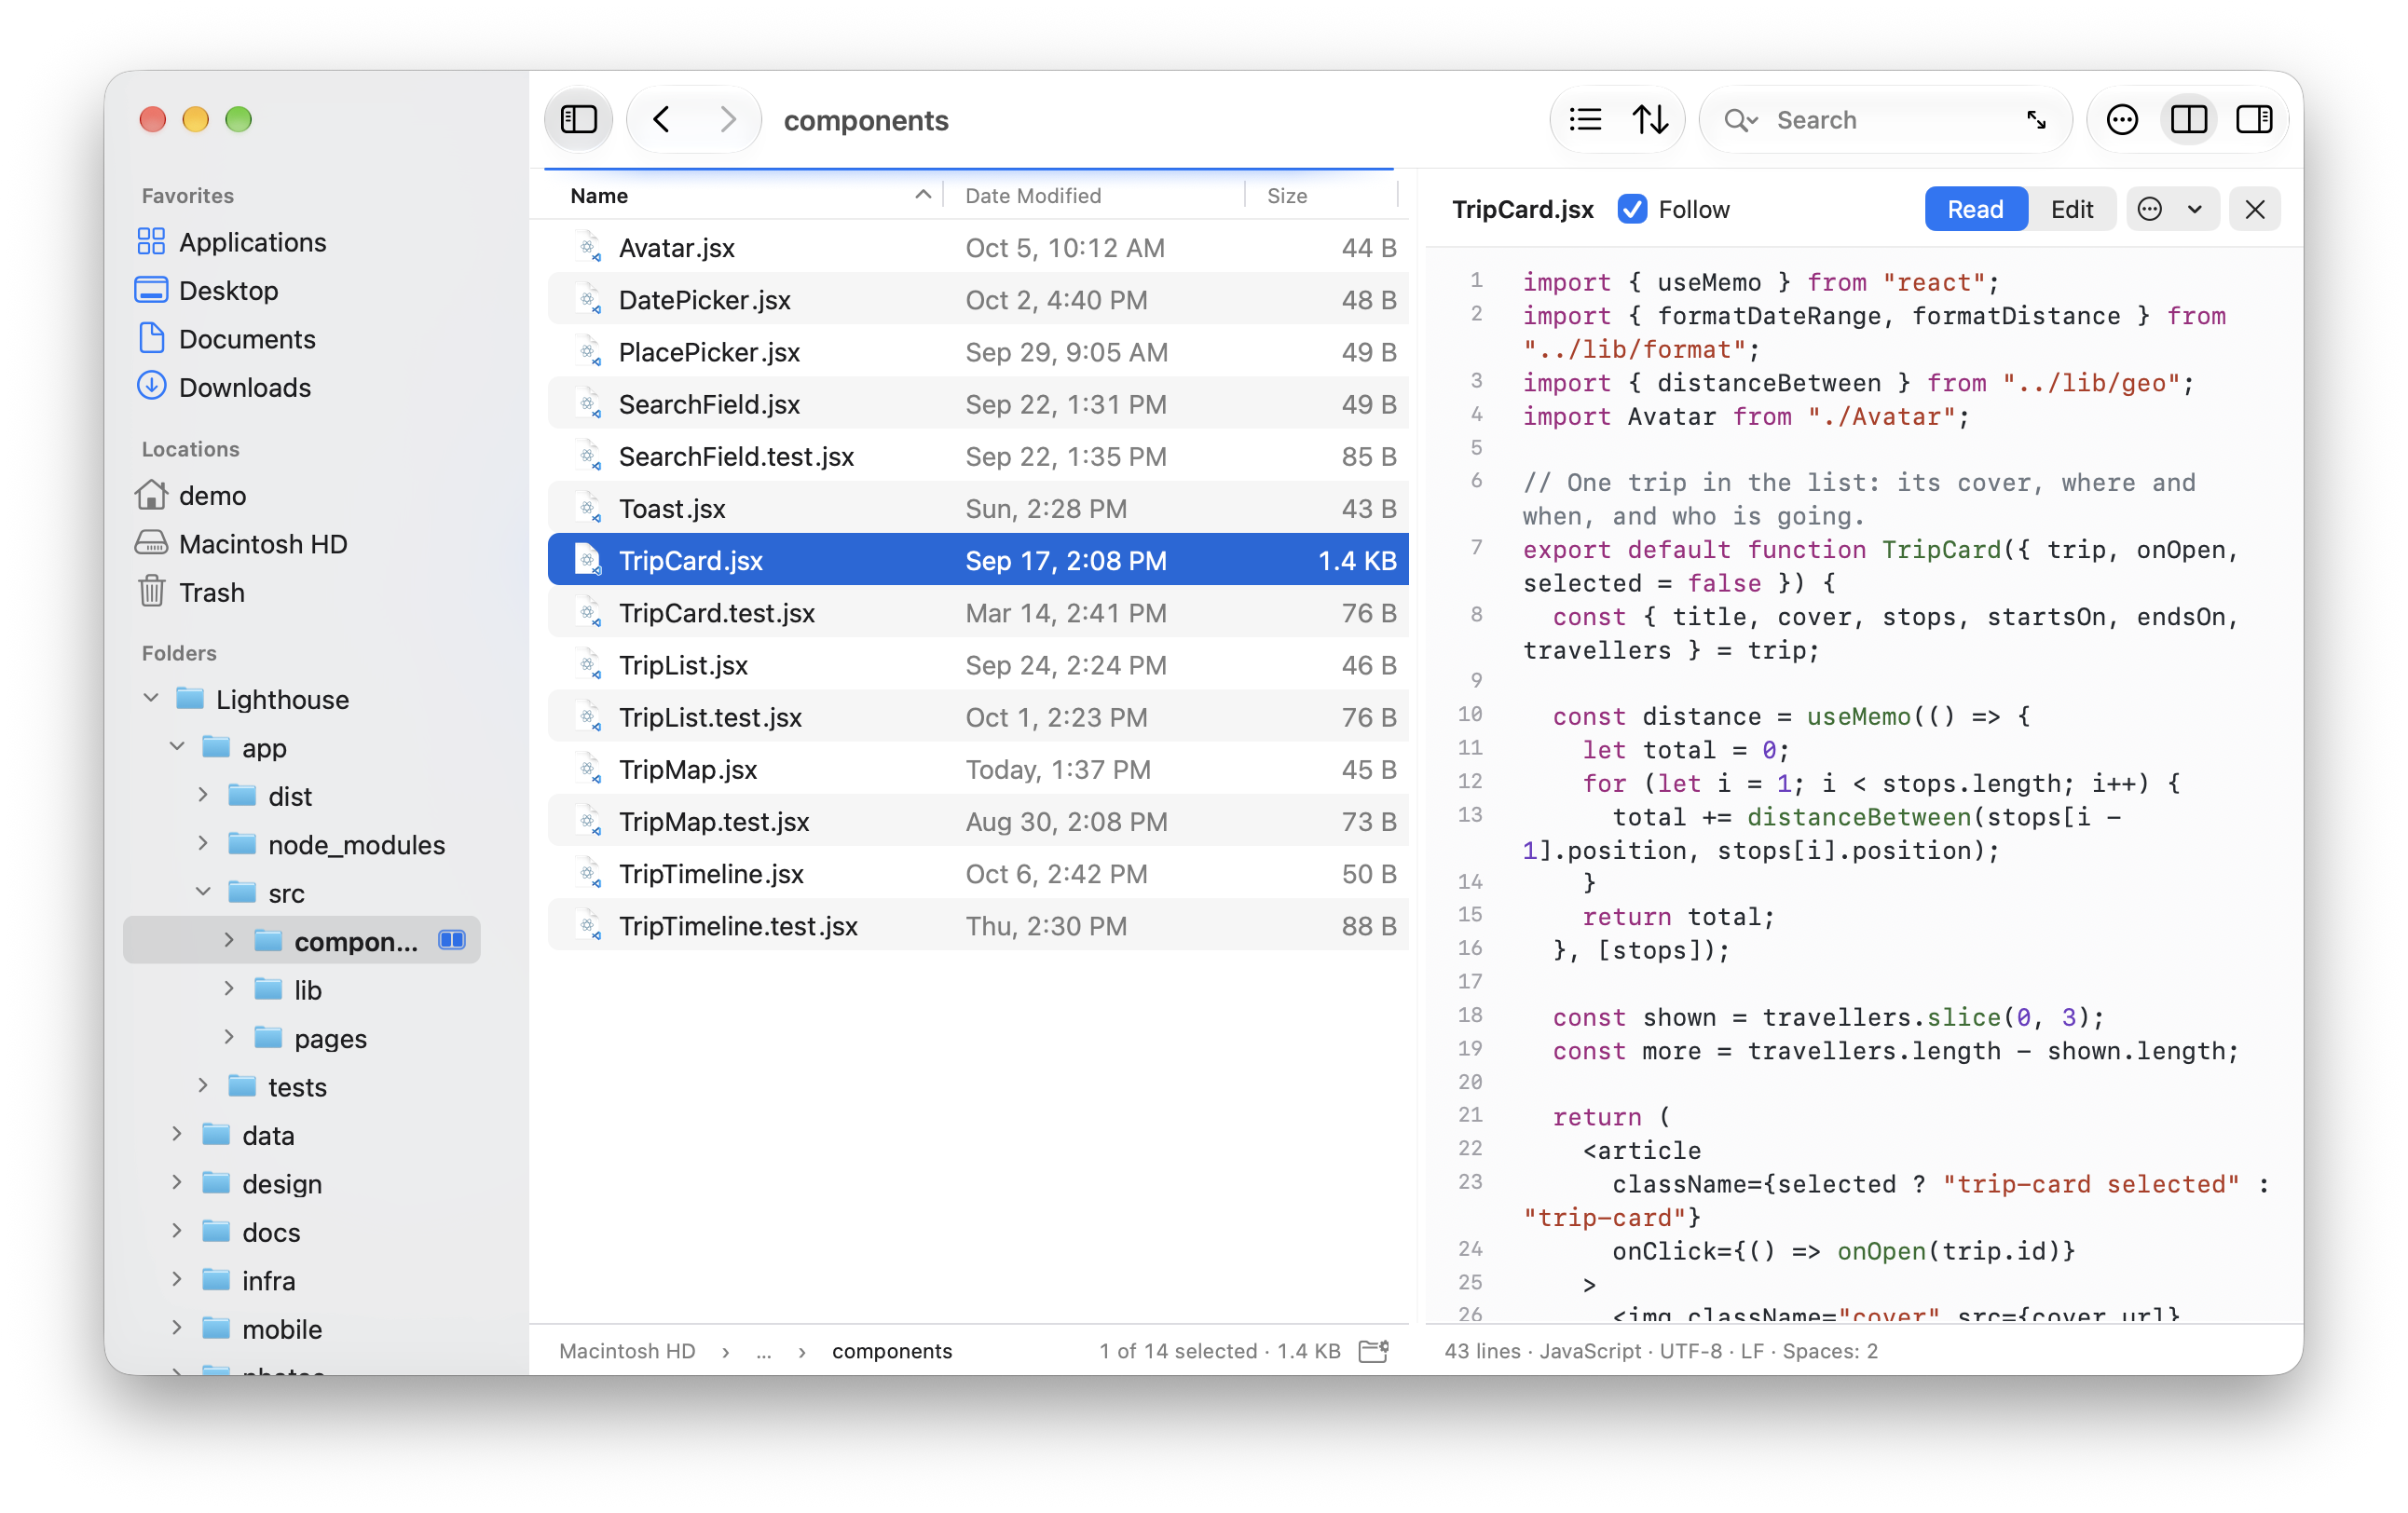 components
Search
Favorites
Applications
Desktop
Documents
Downloads
Locations
demo
Macintosh HD
Trash
Folders
Lighthouse
app
dist
node_modules
src
compon...
lib
pages
tests
data
design
docs
infra
mobile
photos
Name Date Modified Size
Avatar.jsx Oct 5, 10:12 AM 44 B
DatePicker.jsx Oct 2, 4:40 PM 48 B
PlacePicker.jsx Sep 29, 9:05 AM 49 B
SearchField.jsx Sep 22, 1:31 PM 49 B
SearchField.test.jsx Sep 22, 1:35 PM 85 B
Toast.jsx Sun, 2:28 PM 43 B
TripCard.jsx Sep 17, 2:08 PM 1.4 KB
TripCard.test.jsx Mar 14, 2:41 PM 76 B
TripList.jsx Sep 24, 2:24 PM 46 B
TripList.test.jsx Oct 1, 2:23 PM 76 B
TripMap.jsx Today, 1:37 PM 45 B
TripMap.test.jsx Aug 30, 2:08 PM 73 B
TripTimeline.jsx Oct 6, 2:42 PM 50 B
TripTimeline.test.jsx Thu, 2:30 PM 88 B
Macintosh HD › ... › components 1 of 14 selected · 1.4 KB
TripCard.jsx Follow Read Edit
1 import { useMemo } from "react";
2 import { formatDateRange, formatDistance } from
"../lib/format";
3 import { distanceBetween } from "../lib/geo";
4 import Avatar from "./Avatar";
5
6 // One trip in the list: its cover, where and
when, and who is going.
7 export default function TripCard({ trip, onOpen,
selected = false }) {
8 const { title, cover, stops, startsOn, endsOn,
travellers } = trip;
9
10 const distance = useMemo(() => {
11 let total = 0;
12 for (let i = 1; i < stops.length; i++) {
13 total += distanceBetween(stops[i -
1].position, stops[i].position);
14 }
15 return total;
16 }, [stops]);
17
18 const shown = travellers.slice(0, 3);
19 const more = travellers.length - shown.length;
20
21 return (
22 <article
23 className={selected ? "trip-card selected" :
"trip-card"}
24 onClick={() => onOpen(trip.id)}
25 >
26 <img className="cover" src={cover.url}
43 lines · JavaScript · UTF-8 · LF · Spaces: 2